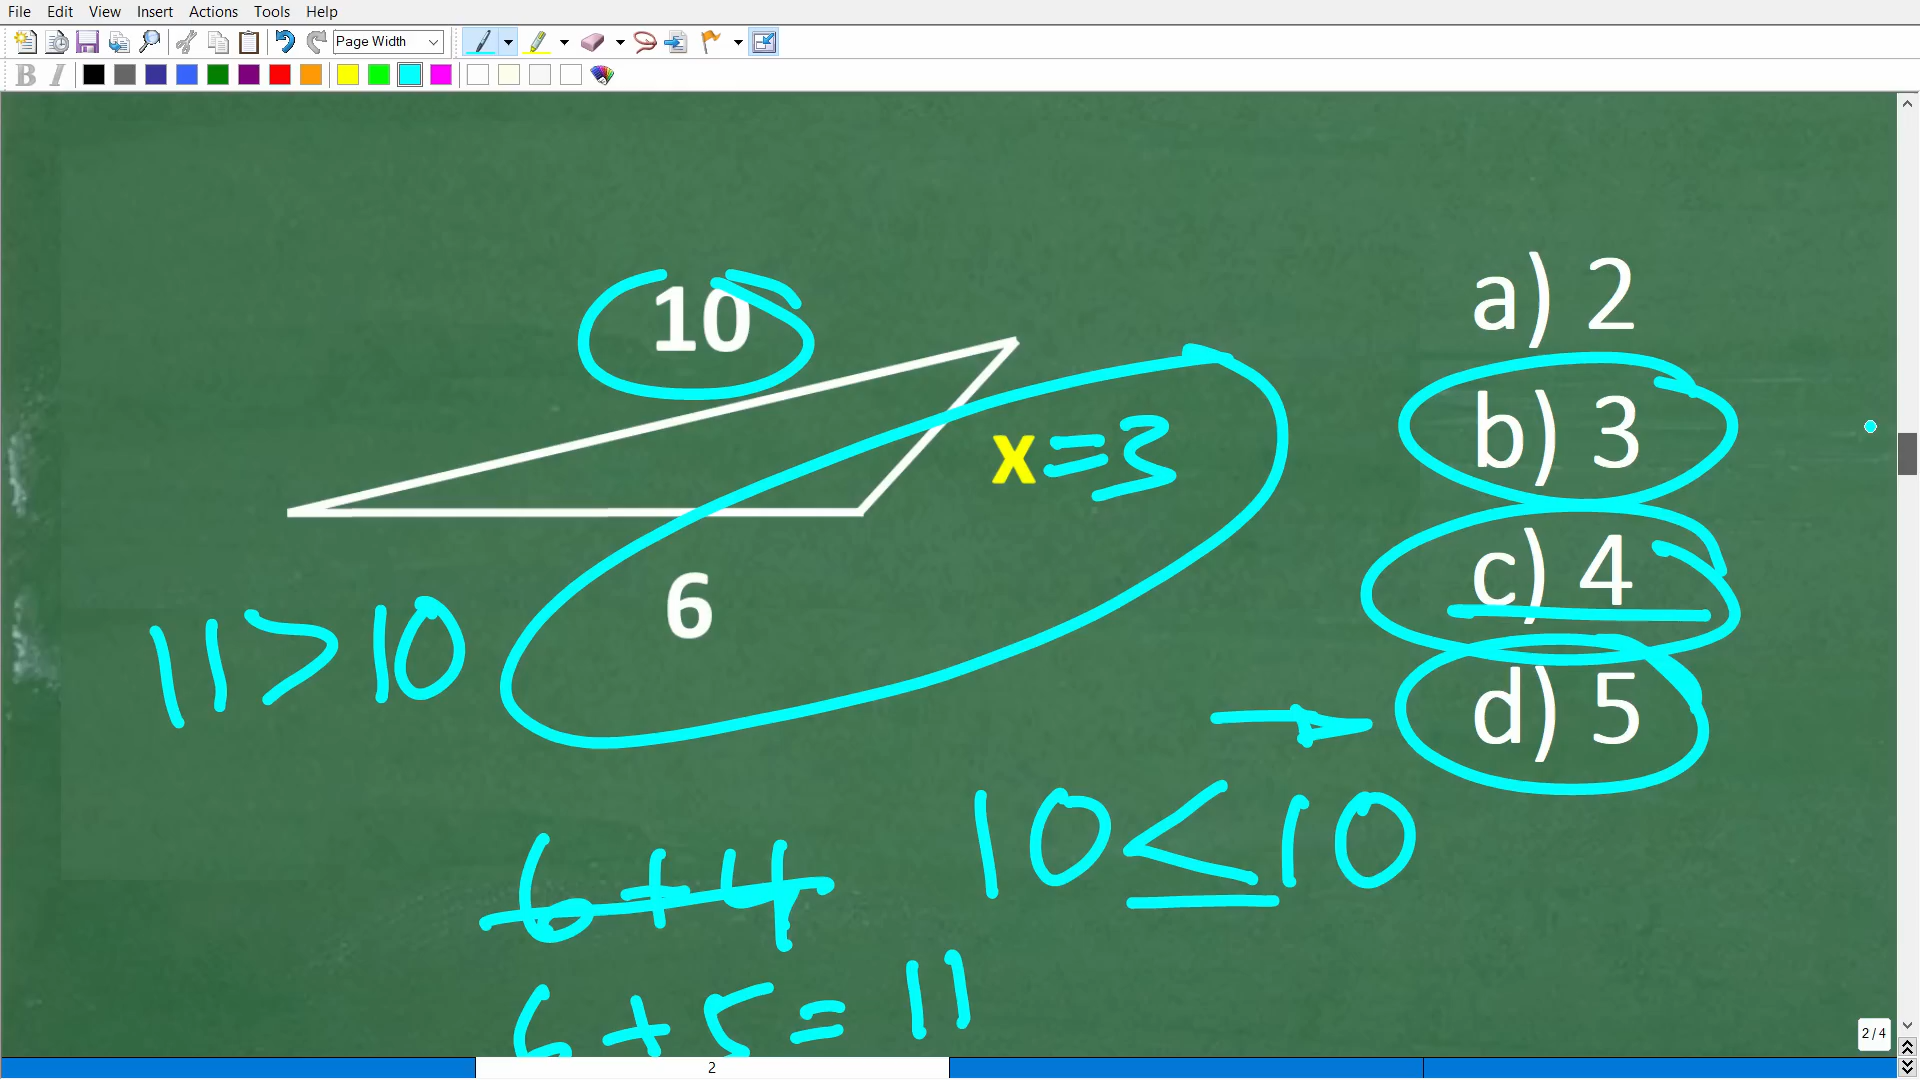 File Edit View Insert Actions Tools Help
Page Width
B I
10
a) 2
b) 3
x=3
c) 4
6
11>10
d) 5
10≤10
6+4
6+5=11
2 / 4
2